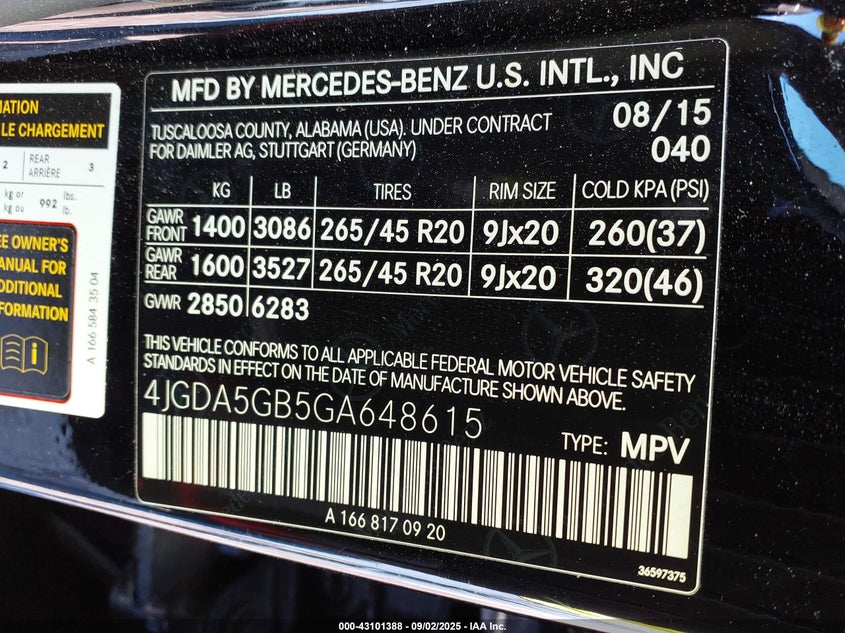 MATION
LE CHARGEMENT
2 REAR ARRIÈRE 3
kg or kg ou 992 lbs. lb.
EE OWNER'S
ANUAL FOR
DDITIONAL
FORMATION
A 166 584 35 04
MFD BY MERCEDES-BENZ U.S. INTL., INC
TUSCALOOSA COUNTY, ALABAMA (USA). UNDER CONTRACT
FOR DAIMLER AG, STUTTGART (GERMANY)
08/15
040
KG LB TIRES RIM SIZE COLD KPA (PSI)
GAWR FRONT 1400 3086 265/45 R20 9Jx20 260(37)
GAWR REAR 1600 3527 265/45 R20 9Jx20 320(46)
GVWR 2850 6283
THIS VEHICLE CONFORMS TO ALL APPLICABLE FEDERAL MOTOR VEHICLE SAFETY
STANDARDS IN EFFECT ON THE DATE OF MANUFACTURE SHOWN ABOVE.
4JGDA5GB5GA648615
TYPE: MPV
A 166 817 09 20
36597375
000-43101388 - 09/02/2025 - IAA Inc.